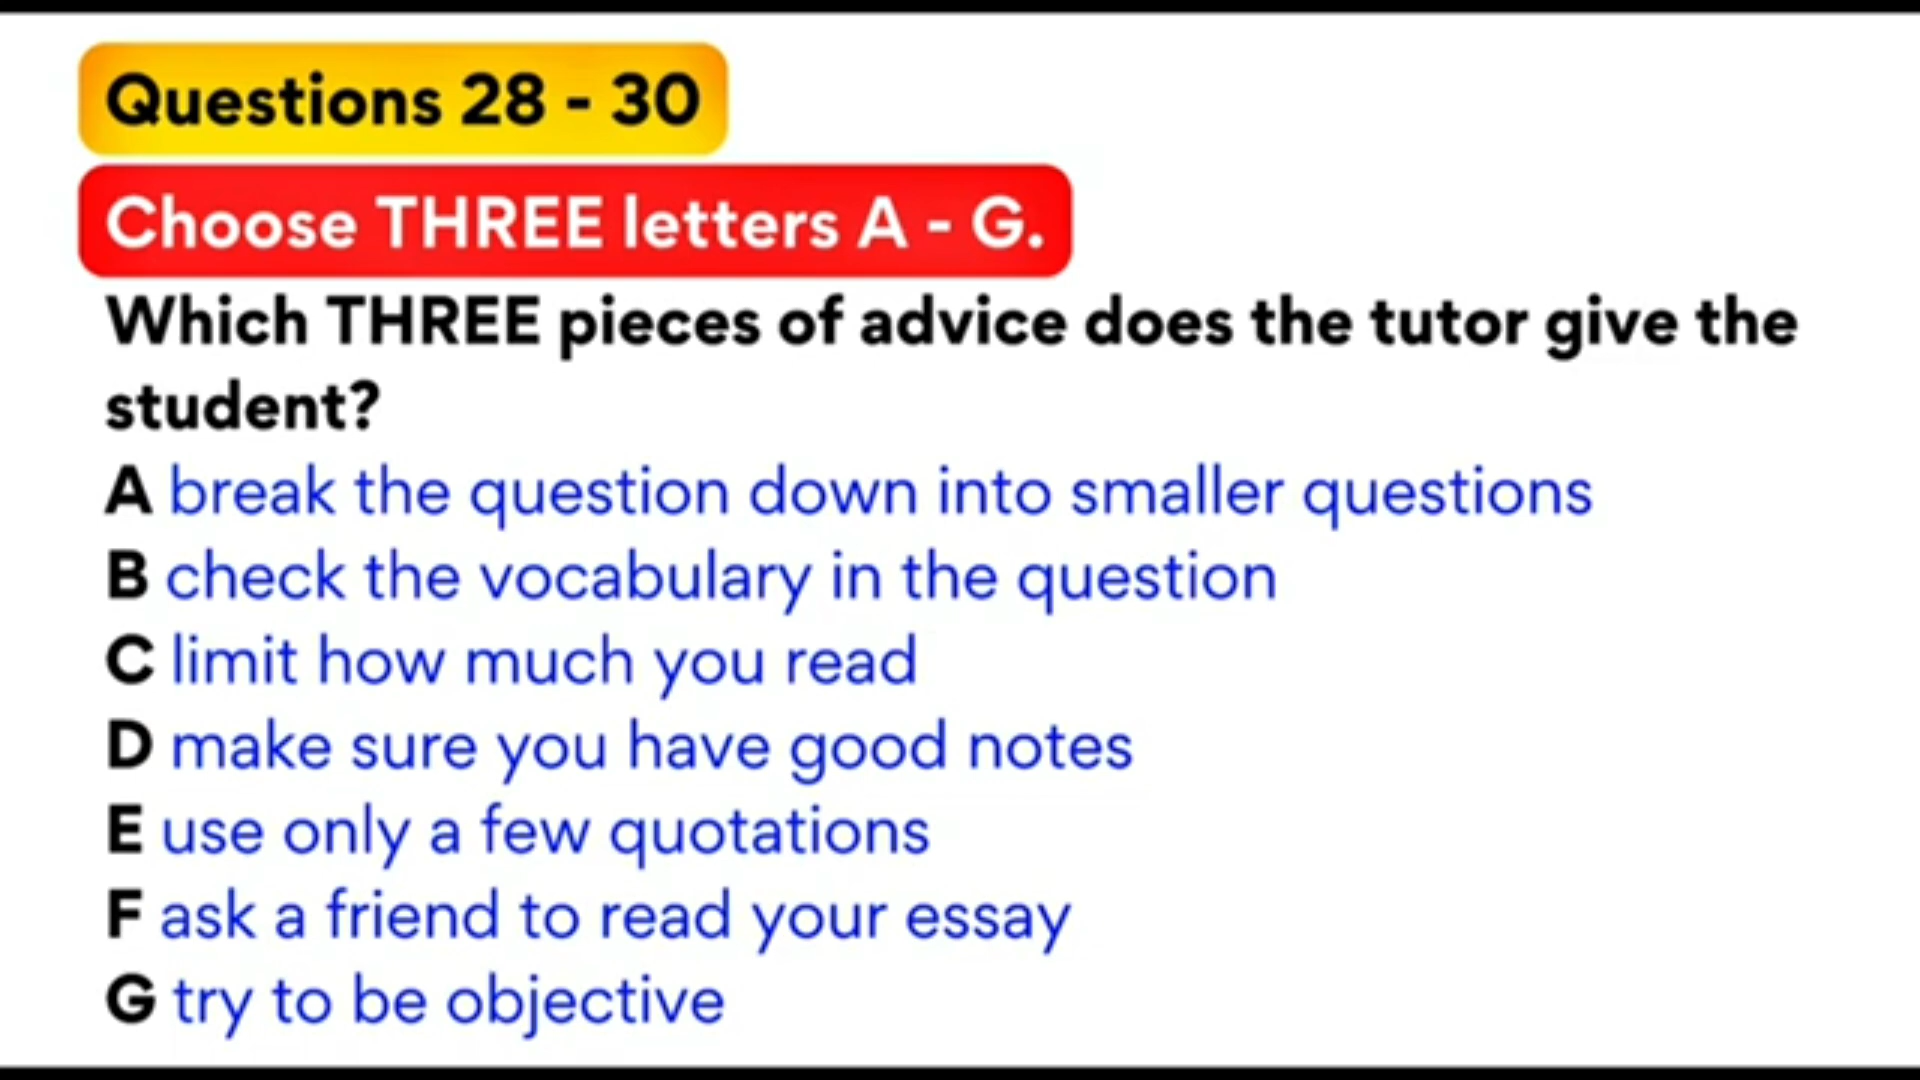 Questions 28 - 30
Choose THREE letters A - G.
Which THREE pieces of advice does the tutor give the
student?
A break the question down into smaller questions
B check the vocabulary in the question
C limit how much you read
D make sure you have good notes
E use only a few quotations
F ask a friend to read your essay
G try to be objective